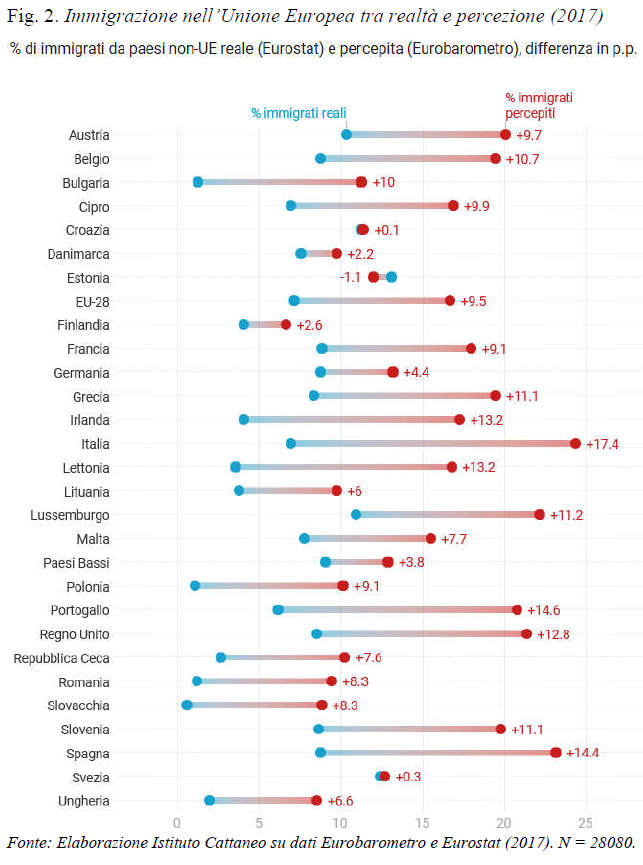 Fig. 2. Immigrazione nell'Unione Europea tra realtà e percezione (2017)
% di immigrati da paesi non-UE reale (Eurostat) e percepita (Eurobarometro), differenza in p.p.
% immigrati reali
% immigrati
percepiti
Austria +9.7
Belgio +10.7
Bulgaria +10
Cipro +9.9
Croazia +0.1
Danimarca +2.2
Estonia -1.1
EU-28 +9.5
Finlandia +2.6
Francia +9.1
Germania +4.4
Grecia +11.1
Irlanda +13.2
Italia +17.4
Lettonia +13.2
Lituania +6
Lussemburgo +11.2
Malta +7.7
Paesi Bassi +3.8
Polonia +9.1
Portogallo +14.6
Regno Unito +12.8
Repubblica Ceca +7.6
Romania +8.3
Slovacchia +8.3
Slovenia +11.1
Spagna +14.4
Svezia +0.3
Ungheria +6.6
0 5 10 15 20 25
Fonte: Elaborazione Istituto Cattaneo su dati Eurobarometro e Eurostat (2017). N = 28080.